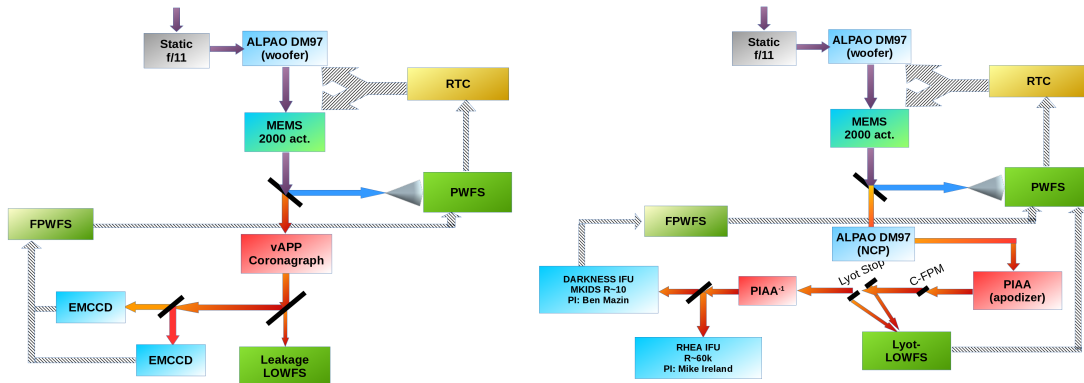 Static
f/11
ALPAO DM97
(woofer)
RTC
MEMS
2000 act.
PWFS
FPWFS
vAPP
Coronagraph
EMCCD
EMCCD
Leakage
LOWFS
Static
f/11
ALPAO DM97
(woofer)
RTC
MEMS
2000 act.
PWFS
FPWFS
ALPAO DM97
(NCP)
Lyot Stop
C-FPM
DARKNESS IFU
MKIDS R~10
PI: Ben Mazin
PIAA-1
PIAA
(apodizer)
RHEA IFU
R~60k
PI: Mike Ireland
Lyot-
LOWFS